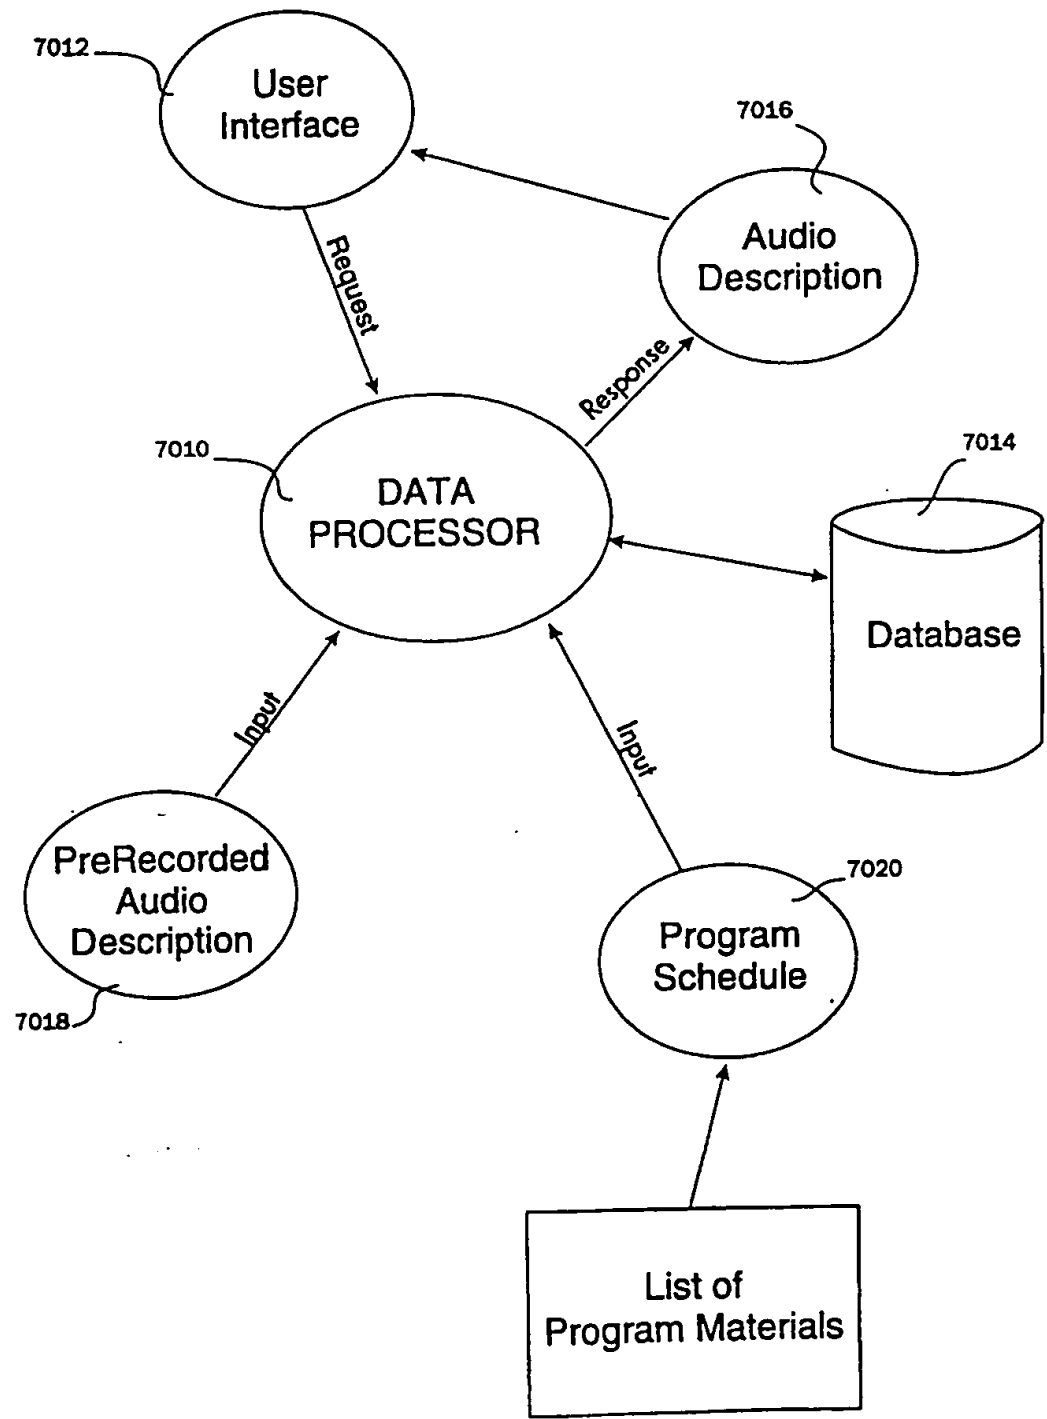 7012
User
Interface
7016
Audio
Description
Request
Response
7010
DATA
PROCESSOR
7014
Database
Input
Input
PreRecorded
Audio
Description
7018
7020
Program
Schedule
List of
Program Materials